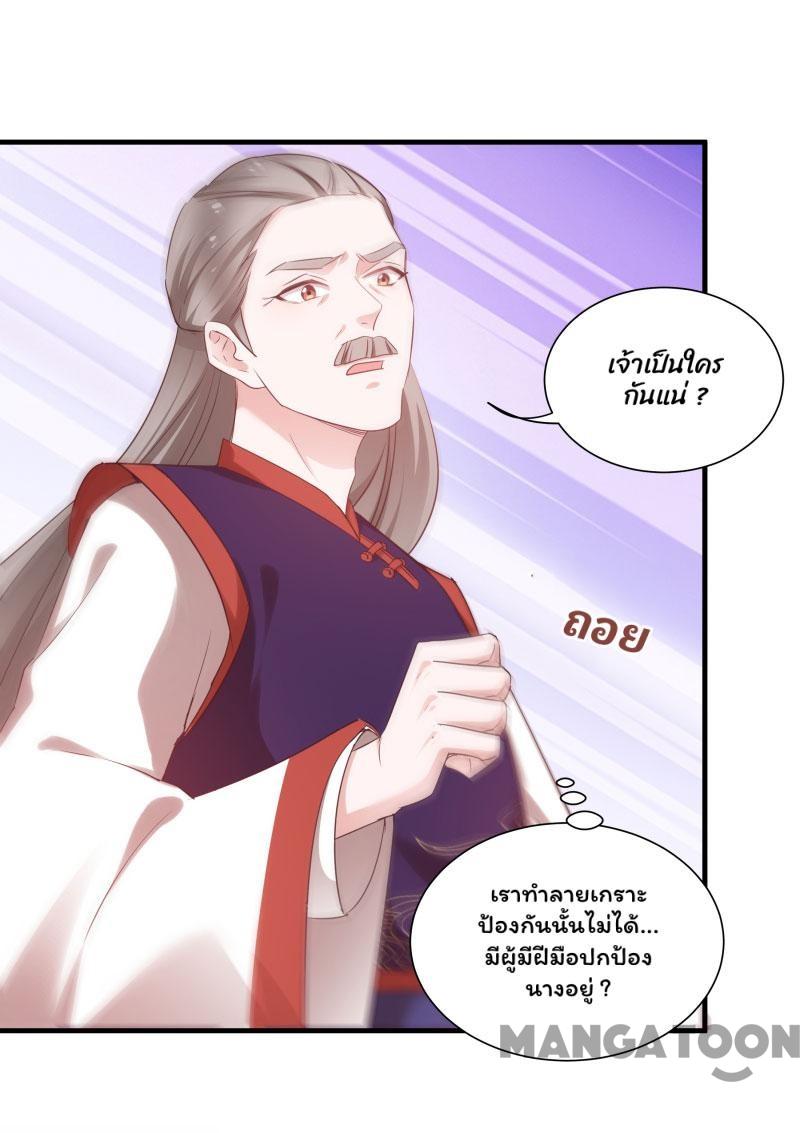 เจ้าเป็นใคร
กันแน่ ?
ถอย
เราทำลายเกราะ
ป้องกันนั้นไม่ได้...
มีผู้มีฝีมือปกป้อง
นางอยู่ ?
MANGATOON